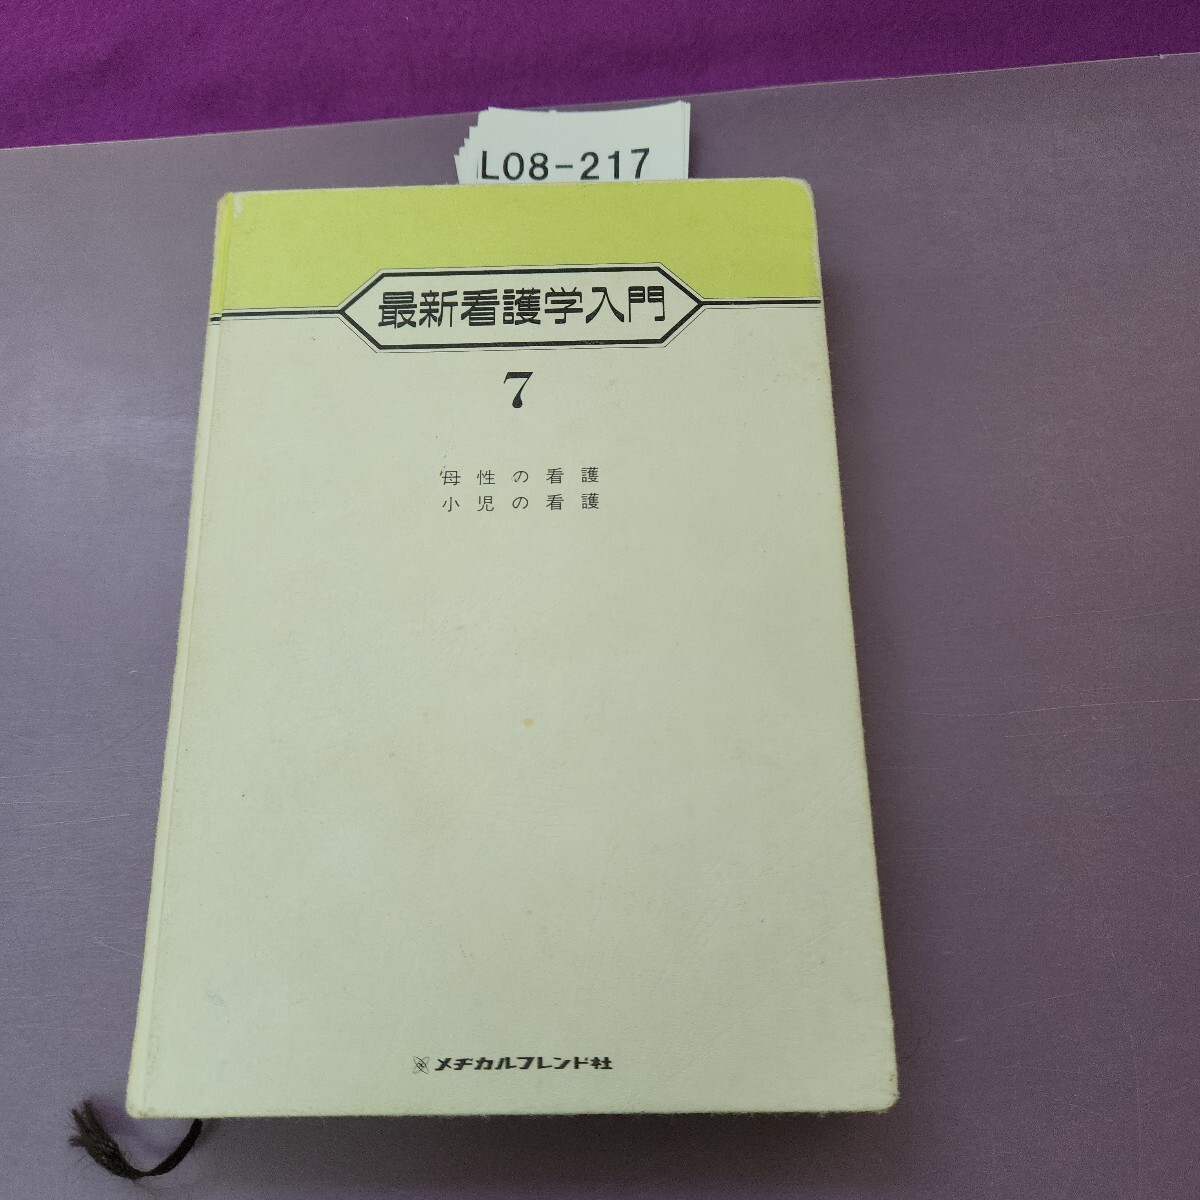 L08-217
最新看護学入門
7
母性の看護
小児の看護
メヂカルフレンド社